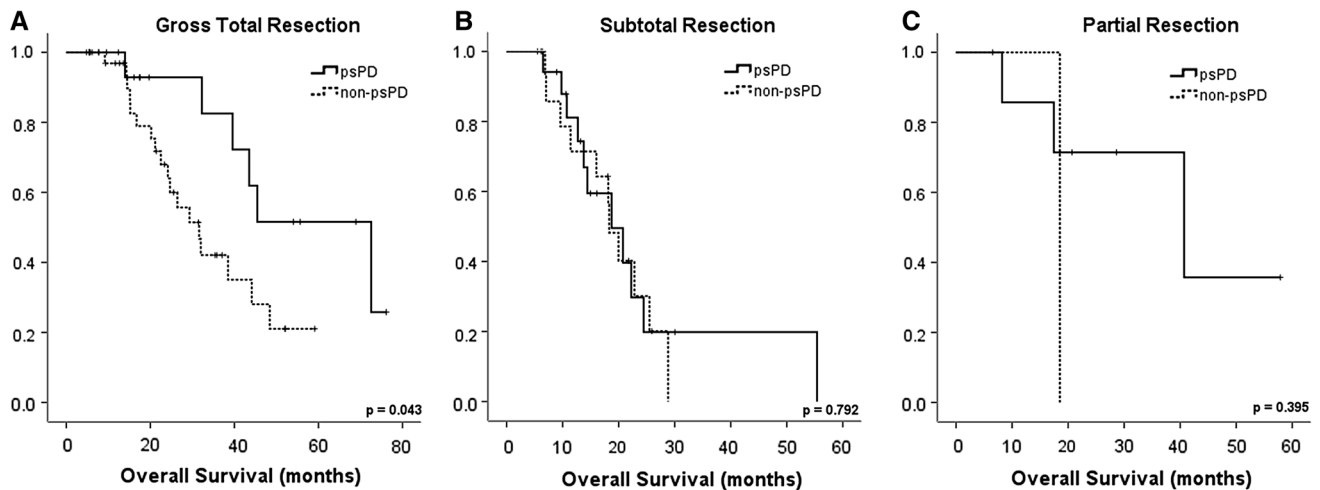 A
Gross Total Resection
1.0
0.8
0.6
0.4
0.2
0.0
psPD
non-psPD
p = 0.043
0 20 40 60 80
Overall Survival (months)
B
Subtotal Resection
1.0
0.8
0.6
0.4
0.2
0.0
psPD
non-psPD
p = 0.792
0 10 20 30 40 50 60
Overall Survival (months)
C
Partial Resection
1.0
0.8
0.6
0.4
0.2
0.0
psPD
non-psPD
p = 0.395
0 10 20 30 40 50 60
Overall Survival (months)